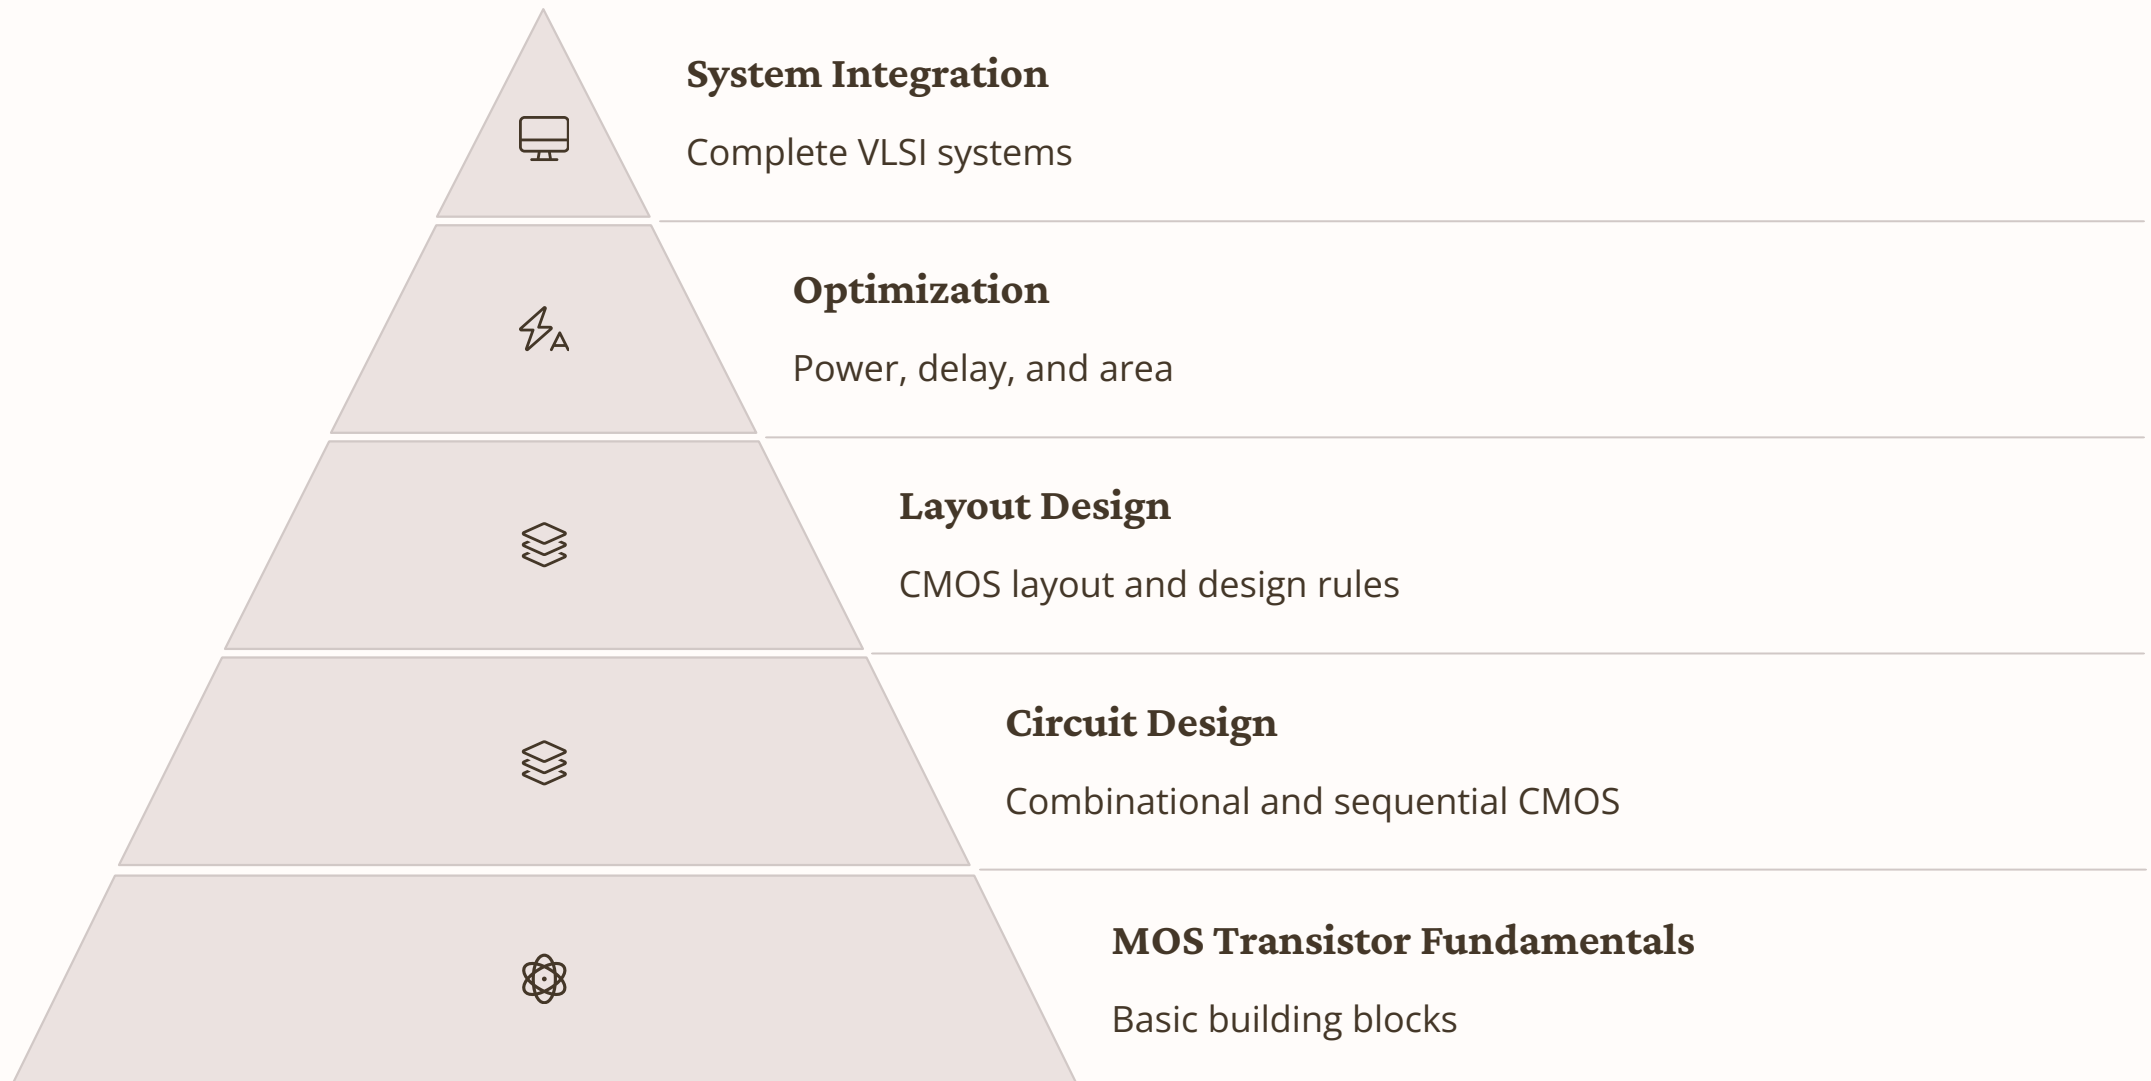 System Integration
Complete VLSI systems
Optimization
Power, delay, and area
Layout Design
CMOS layout and design rules
Circuit Design
Combinational and sequential CMOS
MOS Transistor Fundamentals
Basic building blocks